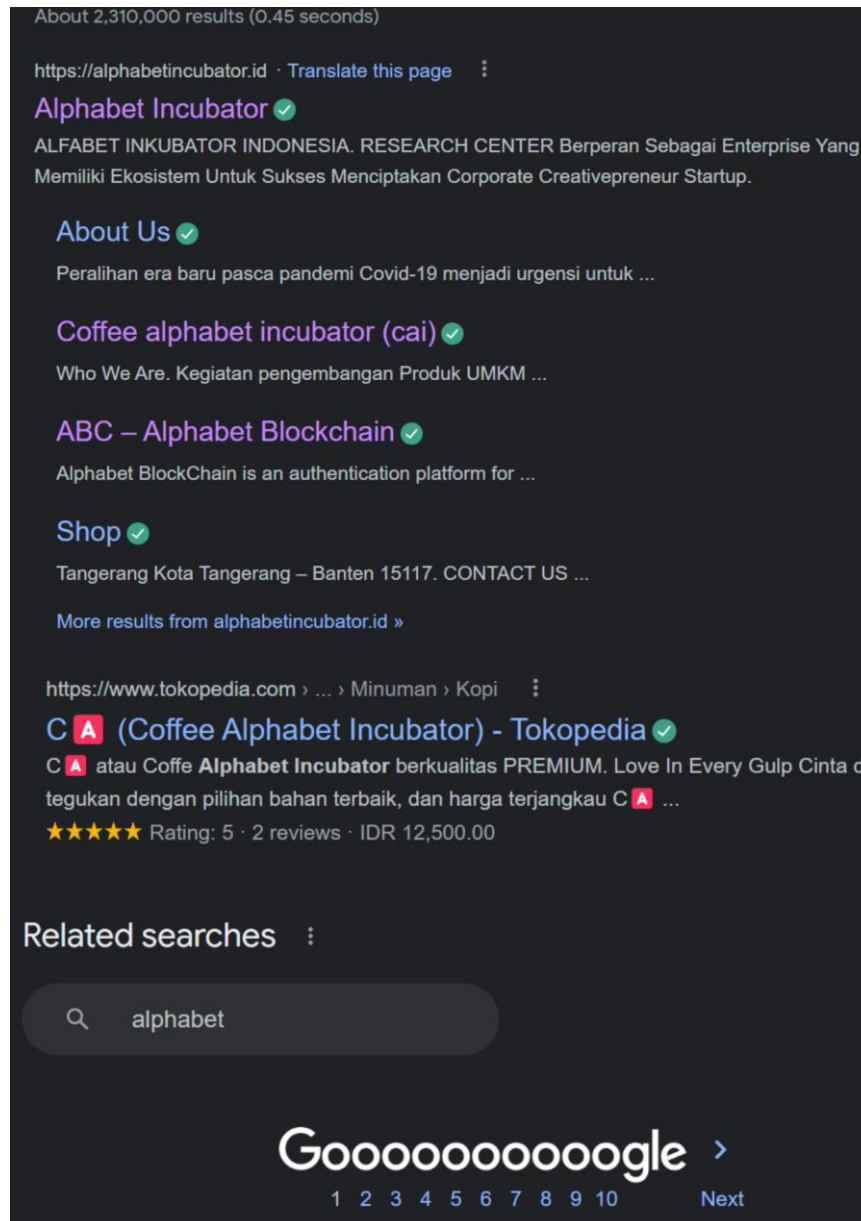 About 2,310,000 results (0.45 seconds)
https://alphabetincubator.id · Translate this page
Alphabet Incubator
ALFABET INKUBATOR INDONESIA. RESEARCH CENTER Berperan Sebagai Enterprise Yang
Memiliki Ekosistem Untuk Sukses Menciptakan Corporate Creativepreneur Startup.
About Us
Peralihan era baru pasca pandemi Covid-19 menjadi urgensi untuk ...
Coffee alphabet incubator (cai)
Who We Are. Kegiatan pengembangan Produk UMKM ...
ABC – Alphabet Blockchain
Alphabet BlockChain is an authentication platform for ...
Shop
Tangerang Kota Tangerang – Banten 15117. CONTACT US ...
More results from alphabetincubator.id »
https://www.tokopedia.com › ... › Minuman › Kopi
C🅰 (Coffee Alphabet Incubator) - Tokopedia
C🅰 atau Coffe Alphabet Incubator berkualitas PREMIUM. Love In Every Gulp Cinta
tegukan dengan pilihan bahan terbaik, dan harga terjangkau C🅰 ...
★★★★★ Rating: 5 · 2 reviews · IDR 12,500.00
Related searches
alphabet
Gooooooooooogle >
1 2 3 4 5 6 7 8 9 10 Next